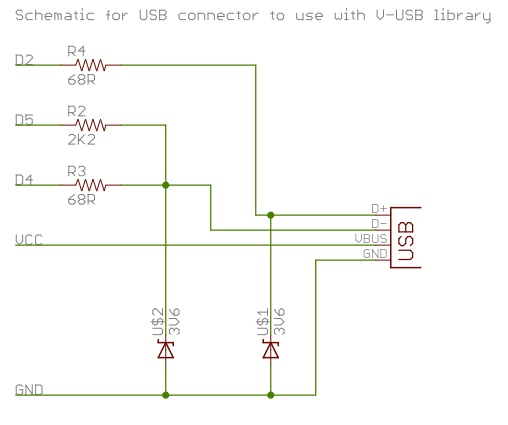 Schematic for USB connector to use with V-USB library
D2
R4
68R
D5
R2
2K2
D4
R3
68R
D+
D-
VBUS
GND
USB
VCC
U$2
3V6
U$1
3V6
GND